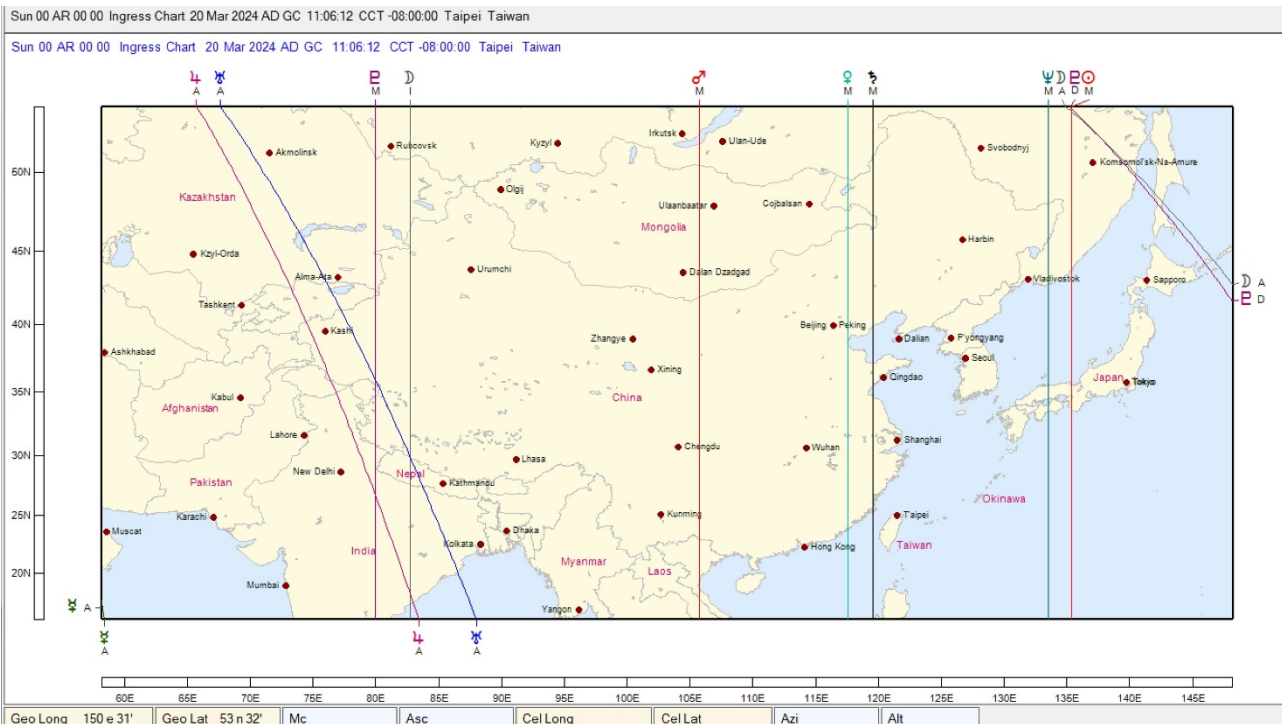 Sun 00 AR 00 00 Ingress Chart 20 Mar 2024 AD GC 11:06:12 CCT -08:00:00 Taipei Taiwan
Sun 00 AR 00 00 Ingress Chart 20 Mar 2024 AD GC 11:06:12 CCT -08:00:00 Taipei Taiwan
♃ ♅ ♇ ☽ ♂ ♀ ♄ ♆ ☽ ♇ ☉
A A M I M M M M A D M
Irkutsk Ulan-Ude
Akmolinsk Rubcovsk Kyzyl Svobodnyj
Komsomol'sk-Na-Amure
50N
Kazakhstan Olgij
Ulaanbaatar Cojbalsan
Mongolia
45N
Kzyl-Orda Harbin
Alma-Ata Urumchi Dalan Dzadgad Vladivostok Sapporo
☽ A
♇ D
Tashkent
40N
Kashi Beijing Peking
Zhangye Dalian P'yongyang
Ashkhabad Seoul
Xining Qingdao
35N
Japan Tokyo
Kabul China
Afghanistan
Lahore Shanghai
30N
Chengdu Wuhan
New Delhi Nepal Lhasa
Pakistan Kathmandu
Okinawa
25N
Karachi Kunming T'aipei
Muscat Dhaka
India Kolkata Hong Kong Taiwan
Myanmar Laos
20N
Mumbai
☿ A Yangon
☿ ♃ ♅
A A A
60E 65E 70E 75E 80E 85E 90E 95E 100E 105E 110E 115E 120E 125E 130E 135E 140E 145E
Geo Long 150 e 31' Geo Lat 53 n 32' Mc Asc Cel Long Cel Lat Azi Alt